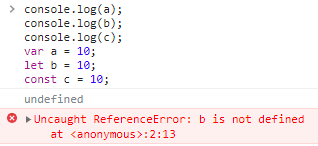 console.log(a);
console.log(b);
console.log(c);
var a = 10;
let b = 10;
const c = 10;
undefined
Uncaught ReferenceError: b is not defined
at <anonymous>:2:13